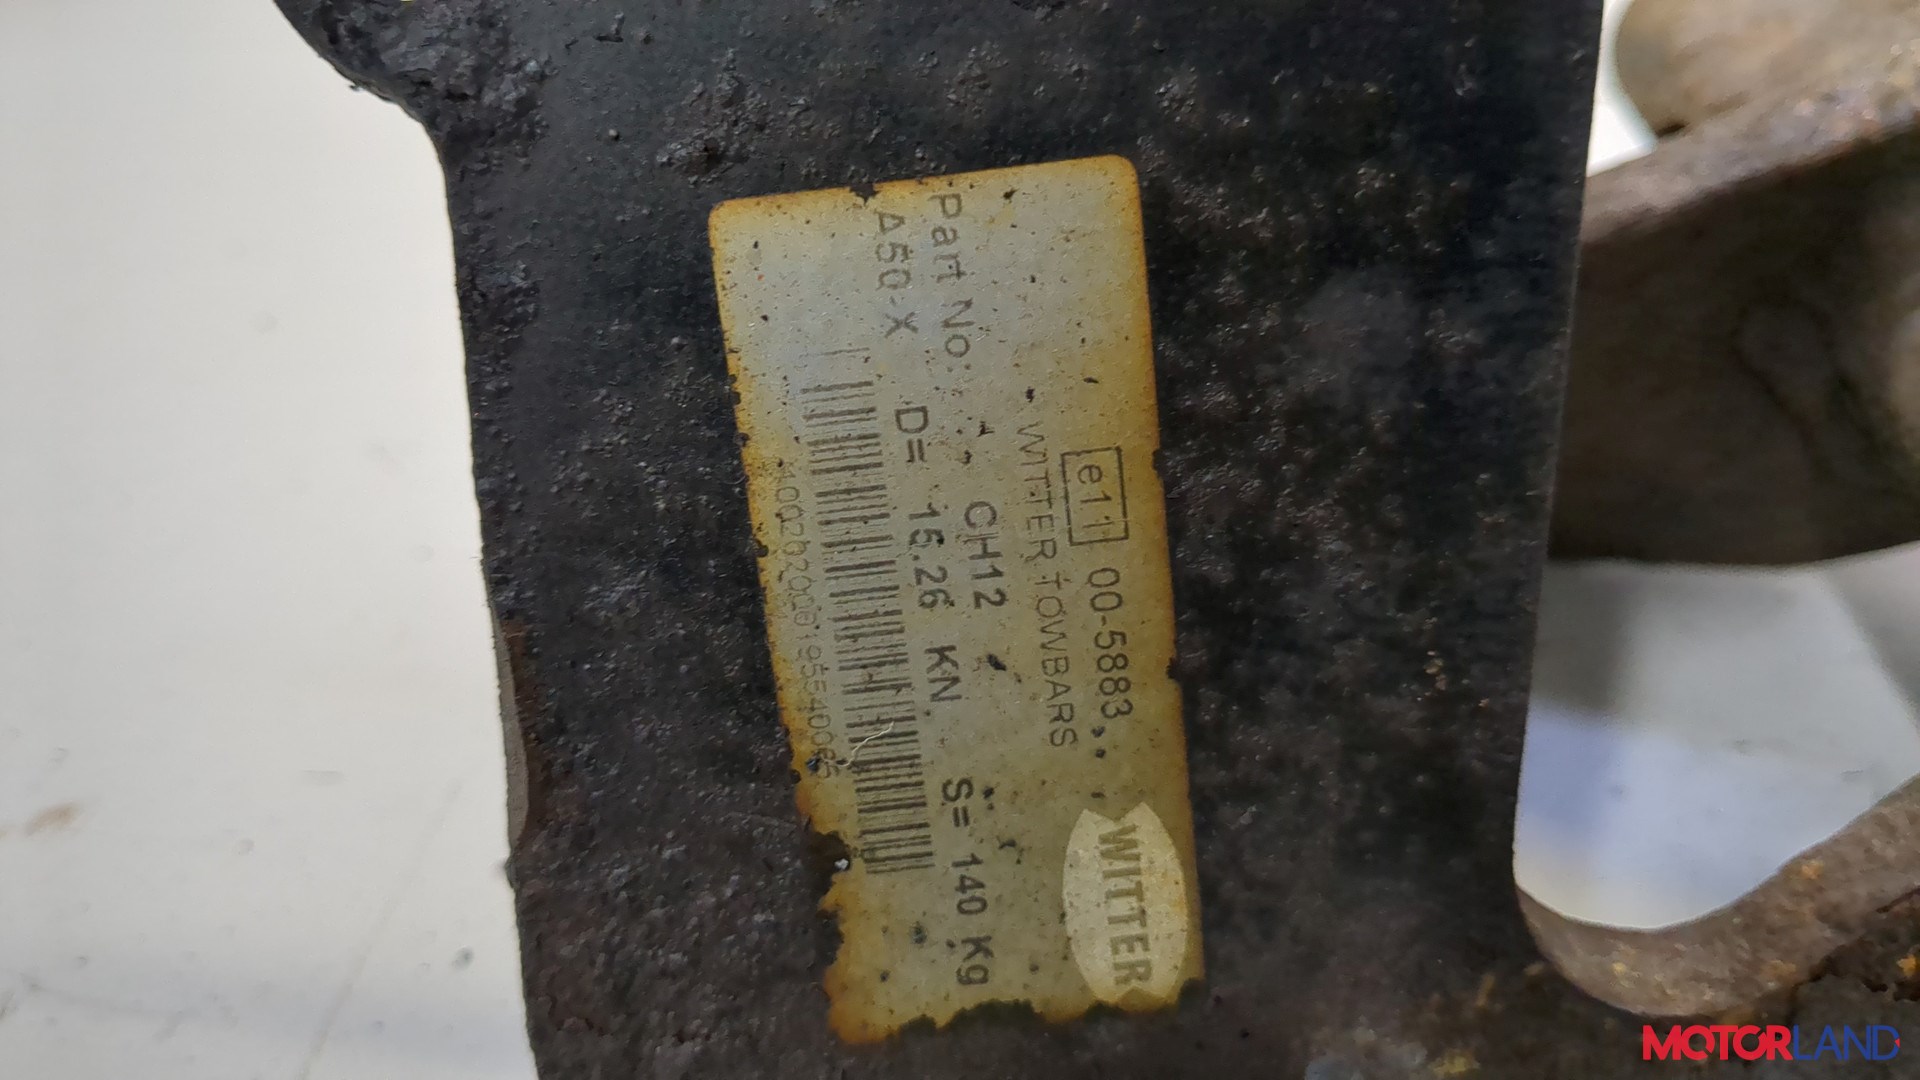 e11 00-5883
WITTER TOWBARS
WITTER
Part No: CH12
A50-X D= 15.26 KN S= 140 Kg
MOTORLAND